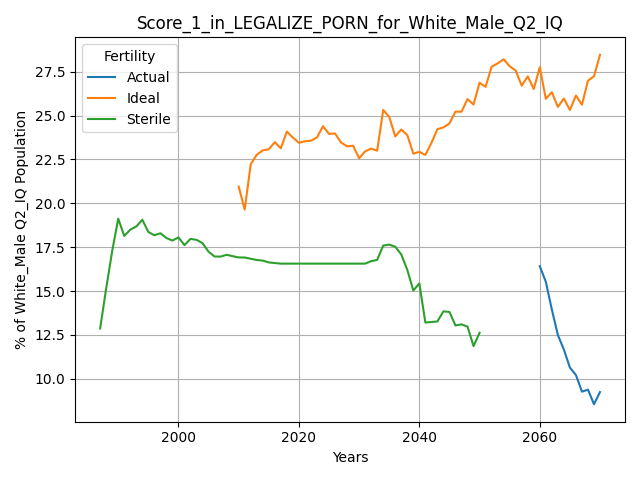 Score_1_in_LEGALIZE_PORN_for_White_Male_Q2_IQ
Fertility
Actual
Ideal
Sterile
% of White_Male Q2_IQ Population
27.5
25.0
22.5
20.0
17.5
15.0
12.5
10.0
2000 2020 2040 2060
Years